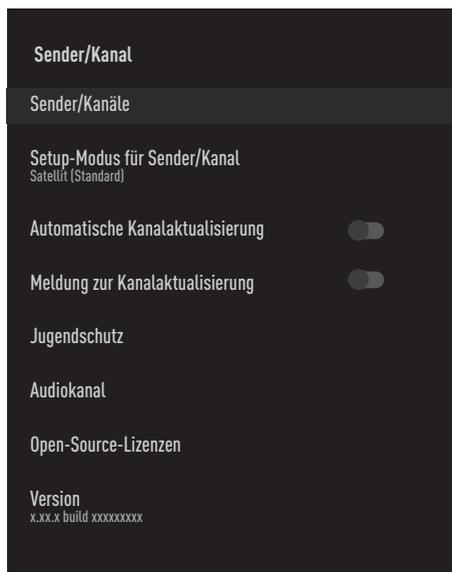 Sender/Kanal
Sender/Kanäle
Setup-Modus für Sender/Kanal
Satellit (Standard)
Automatische Kanalaktualisierung
Meldung zur Kanalaktualisierung
Jugendschutz
Audiokanal
Open-Source-Lizenzen
Version
x.xx.x build xxxxxxxxx